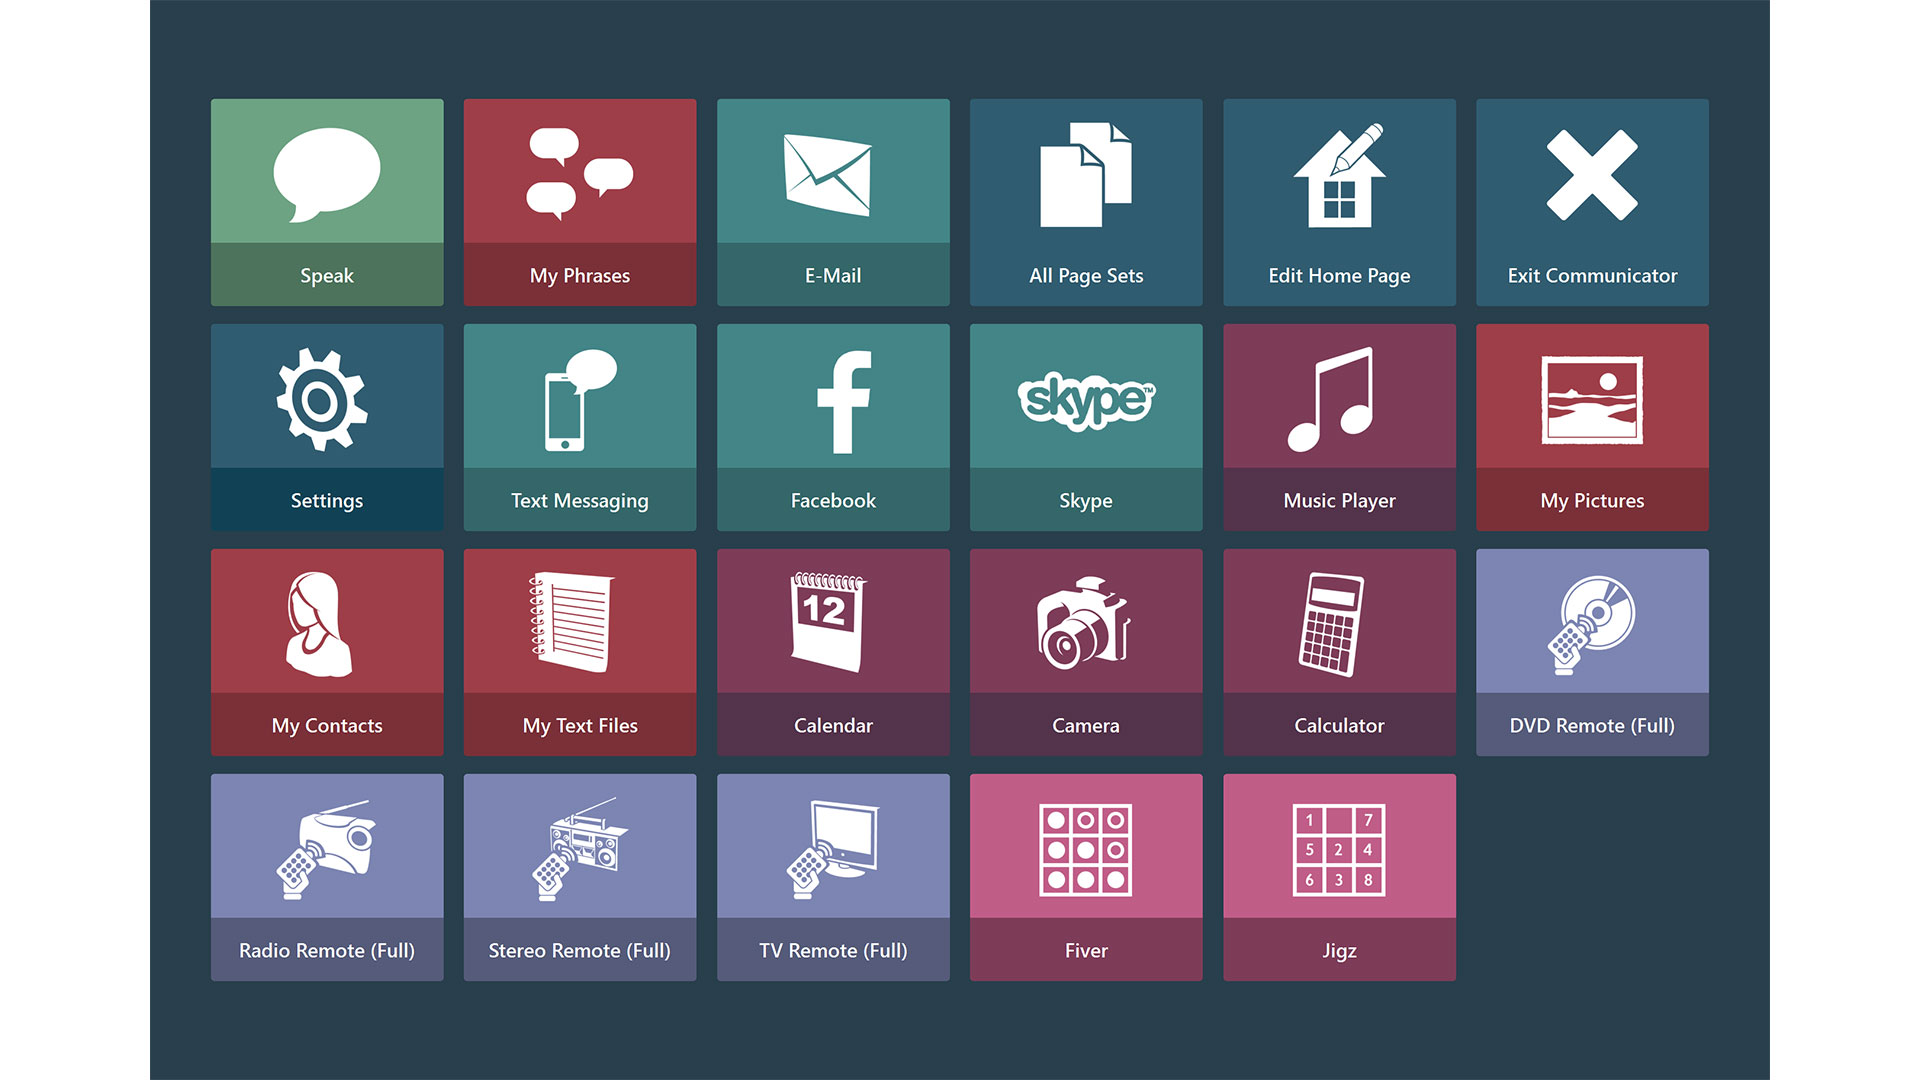 Speak
My Phrases
E-Mail
All Page Sets
Edit Home Page
Exit Communicator
skype™
Settings
Text Messaging
Facebook
Skype
Music Player
My Pictures
12
My Contacts
My Text Files
Calendar
Camera
Calculator
DVD Remote (Full)
1 7
5 2 4
6 3 8
Radio Remote (Full)
Stereo Remote (Full)
TV Remote (Full)
Fiver
Jigz